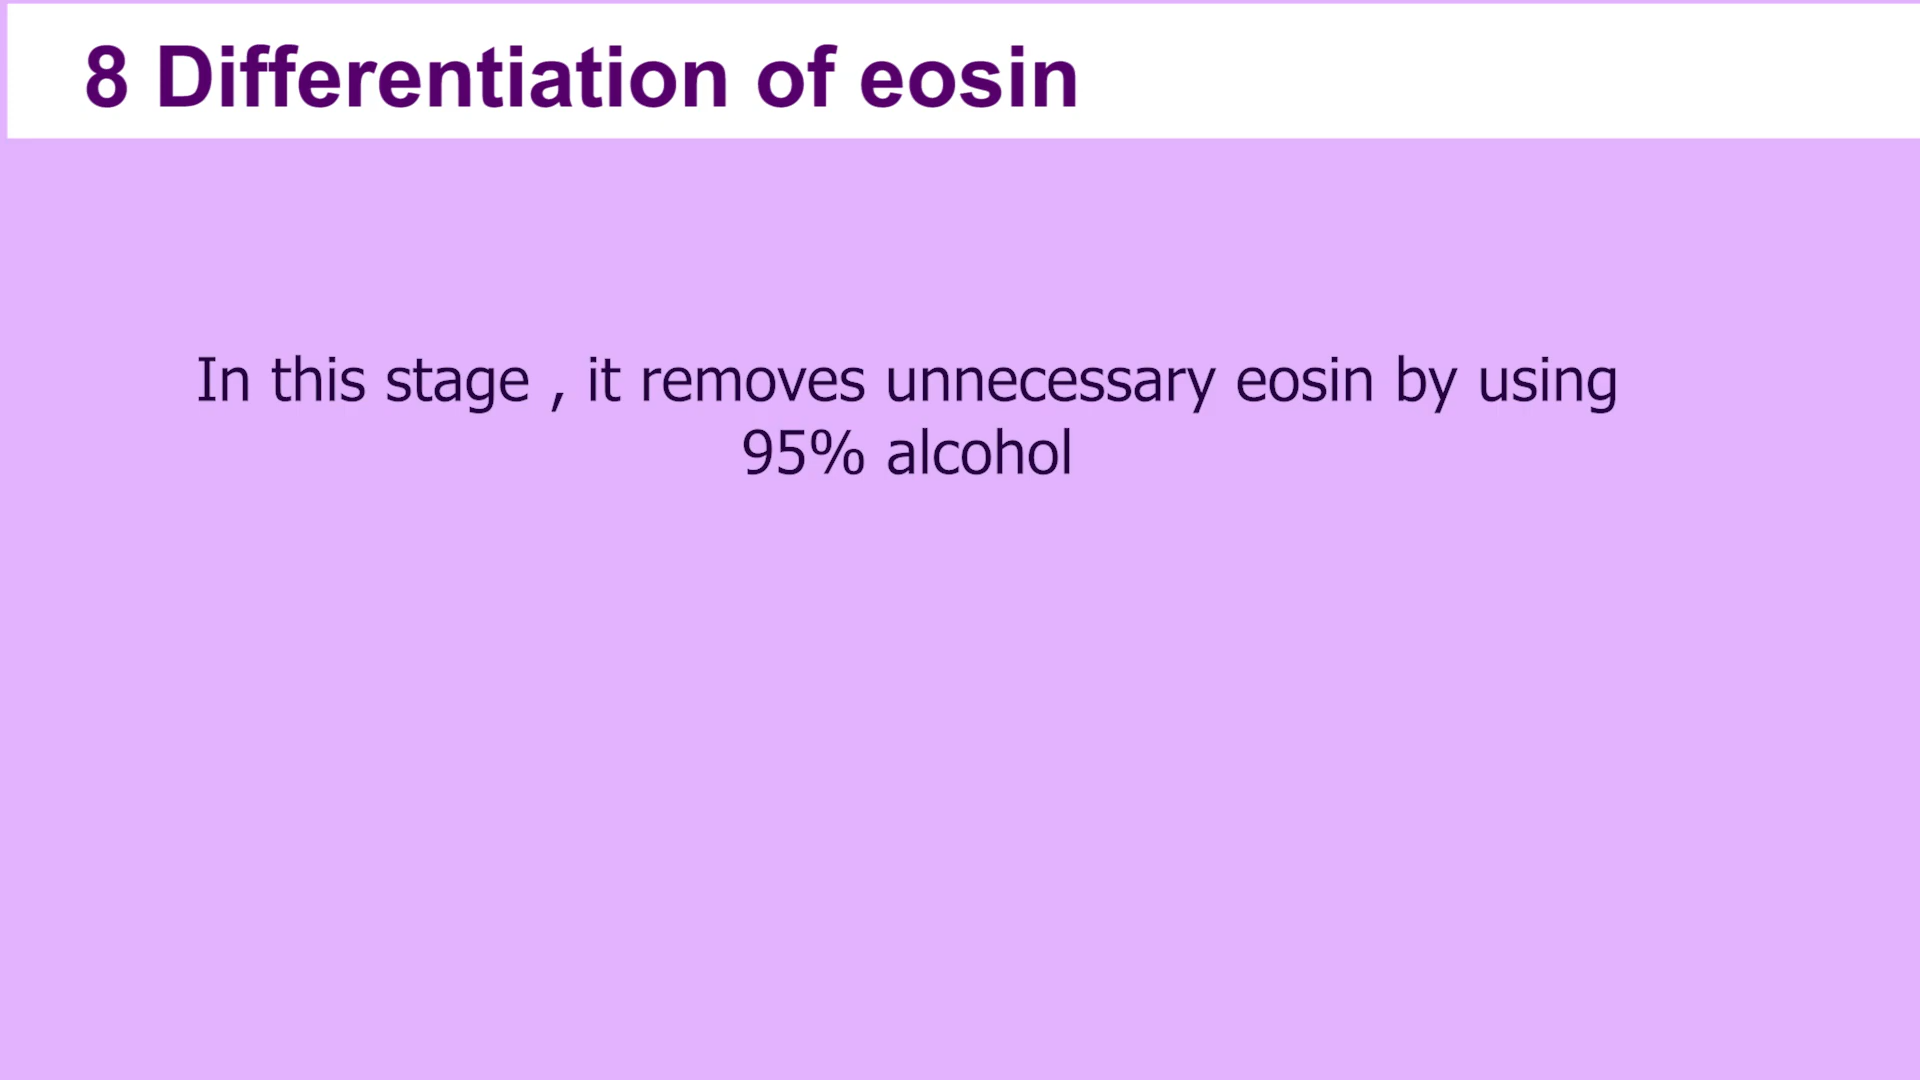 8 Differentiation of eosin
In this stage , it removes unnecessary eosin by using
95% alcohol